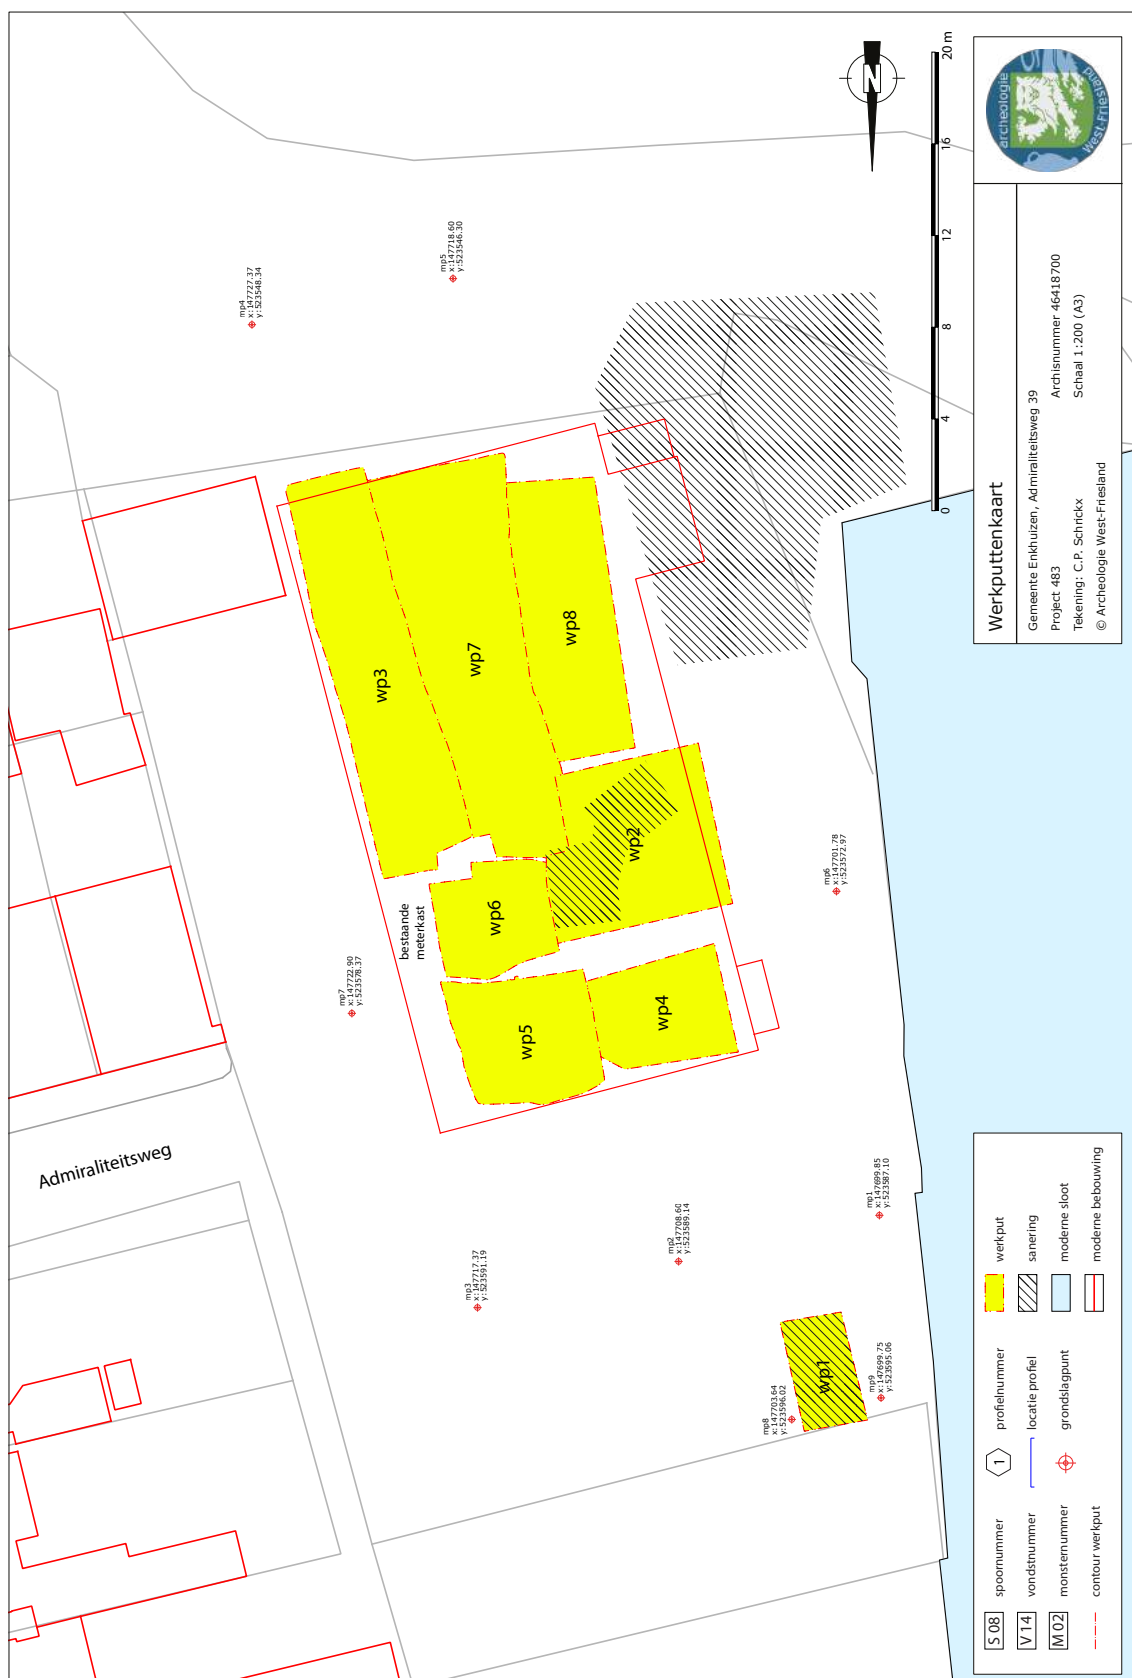 Admiraliteitsweg
mp4
x:147727.37
y:523548.34
mp5
x:147718.60
y:523546.30
mp7
x:147722.90
y:523578.37
bestaande
meterkast
wp3
wp7
wp8
wp6
wp2
wp5
wp4
mp6
x:147701.78
y:523572.97
mp3
x:147717.37
y:523591.19
mp2
x:147708.60
y:523589.14
mp1
x:147699.85
y:523587.10
mp8
x:147703.64
y:523596.02
wp1
mp9
x:147699.75
y:523595.06
N
0 4 8 12 16 20 m
S 08 spoornummer
V 14 vondstnummer
M 02 monsternummer
contour werkput
1 profielnummer
locatie profiel
grondslagpunt
werkput
sanering
moderne sloot
moderne bebouwing
Werkputtenkaart
Gemeente Enkhuizen, Admiraliteitsweg 39
Project 483 Archisnummer 46418700
Tekening: C.P. Schrickx Schaal 1:200 (A3)
© Archeologie West-Friesland
archeologie
West-Friesland